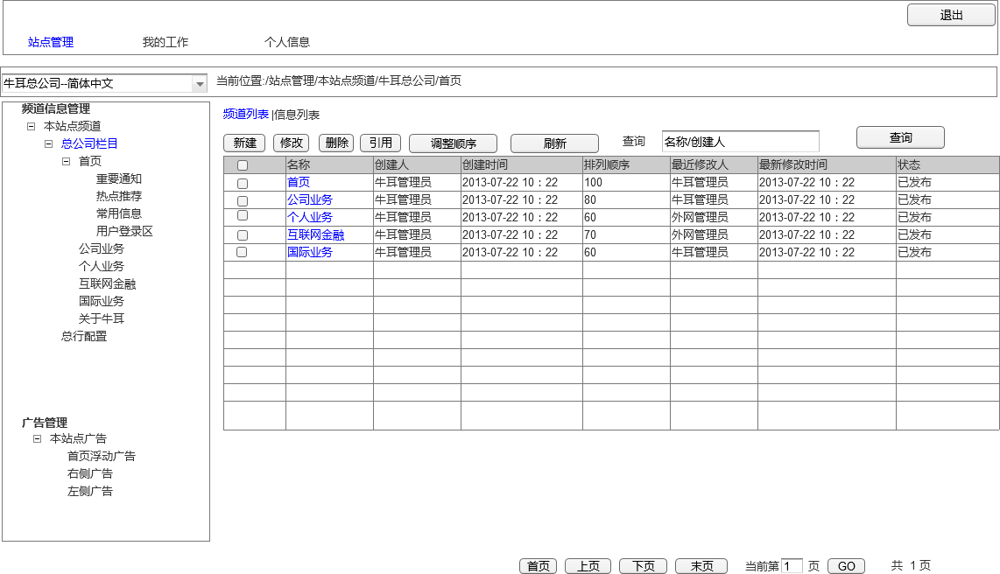 退出
站点管理 我的工作 个人信息
牛耳总公司--简体中文
当前位置:/站点管理/本站点频道/牛耳总公司/首页
频道信息管理
本站点频道
总公司栏目
首页
重要通知
热点推荐
常用信息
用户登录区
公司业务
个人业务
互联网金融
国际业务
关于牛耳
总行配置
广告管理
本站点广告
首页浮动广告
右侧广告
左侧广告
频道列表 |信息列表
新建 修改 删除 引用 调整顺序 刷新 查询 名称/创建人 查询
名称 创建人 创建时间 排列顺序 最近修改人 最新修改时间 状态
首页 牛耳管理员 2013-07-22 10：22 100 牛耳管理员 2013-07-22 10：22 已发布
公司业务 牛耳管理员 2013-07-22 10：22 80 牛耳管理员 2013-07-22 10：22 已发布
个人业务 牛耳管理员 2013-07-22 10：22 60 外网管理员 2013-07-22 10：22 已发布
互联网金融 牛耳管理员 2013-07-22 10：22 70 外网管理员 2013-07-22 10：22 已发布
国际业务 牛耳管理员 2013-07-22 10：22 60 牛耳管理员 2013-07-22 10：22 已发布
首页 上页 下页 末页 当前第 1 页 GO 共 1 页